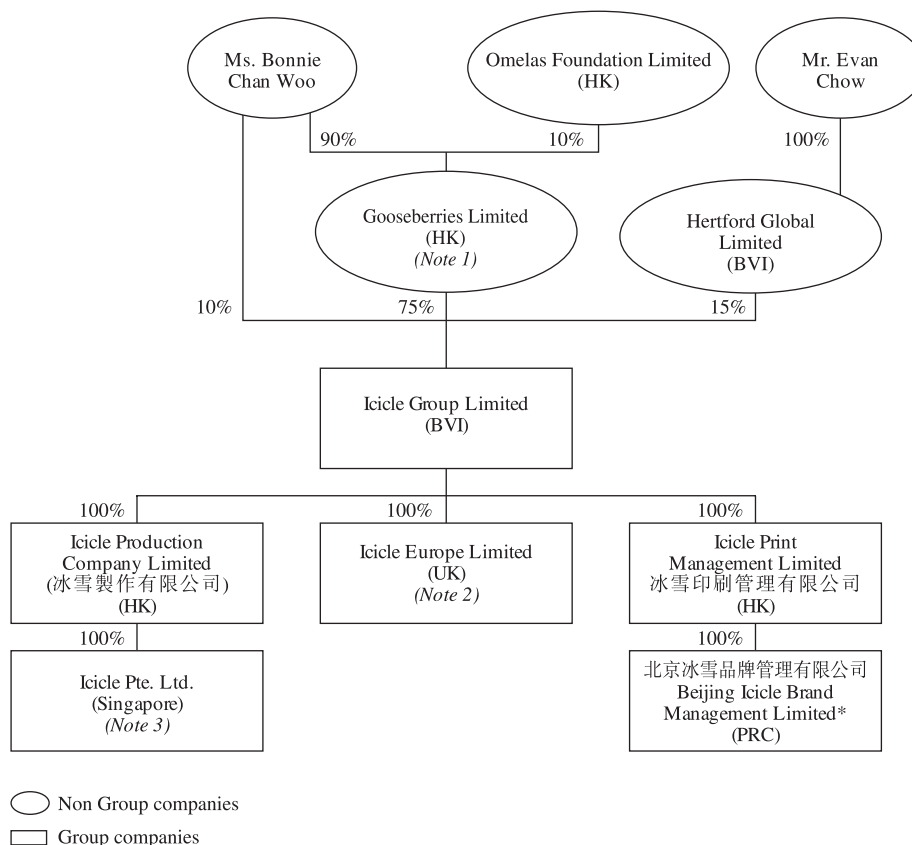 Ms. Bonnie
Chan Woo
Omelas Foundation Limited
(HK)
Mr. Evan
Chow
90%
10%
100%
Gooseberries Limited
(HK)
(Note 1)
Hertford Global
Limited
(BVI)
10%
75%
15%
Icicle Group Limited
(BVI)
100%
100%
100%
Icicle Production
Company Limited
(冰雪製作有限公司)
(HK)
Icicle Europe Limited
(UK)
(Note 2)
Icicle Print
Management Limited
冰雪印刷管理有限公司
(HK)
100%
100%
Icicle Pte. Ltd.
(Singapore)
(Note 3)
北京冰雪品牌管理有限公司
Beijing Icicle Brand
Management Limited*
(PRC)
Non Group companies
Group companies